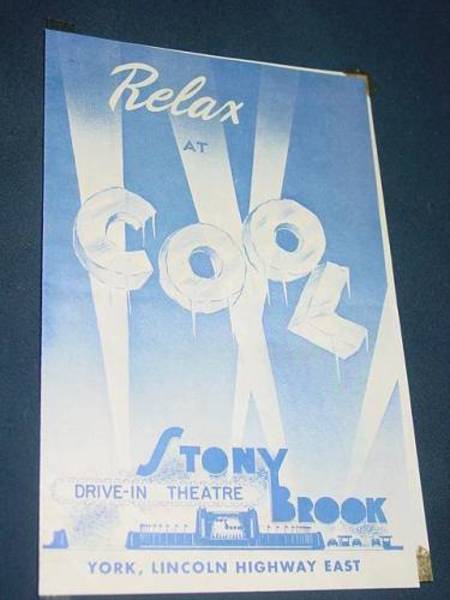 Relax
AT
COOL
STONY
DRIVE-IN THEATRE
BROOK
YORK, LINCOLN HIGHWAY EAST